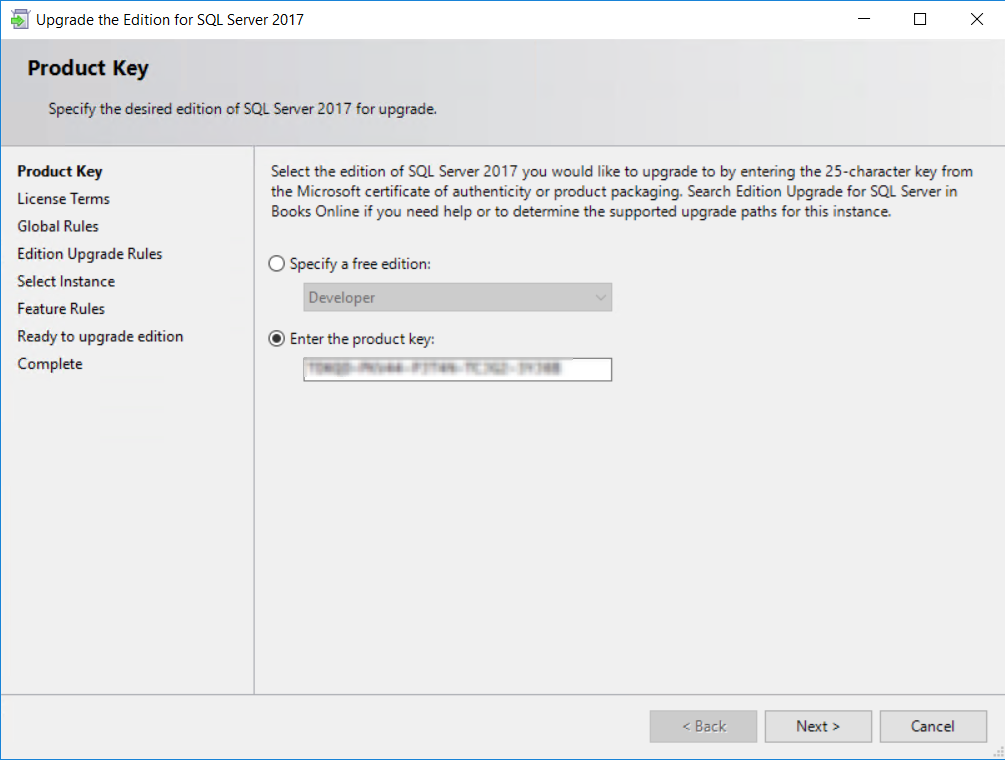 Upgrade the Edition for SQL Server 2017
Product Key
Specify the desired edition of SQL Server 2017 for upgrade.
Product Key
License Terms
Global Rules
Edition Upgrade Rules
Select Instance
Feature Rules
Ready to upgrade edition
Complete
Select the edition of SQL Server 2017 you would like to upgrade to by entering the 25-character key from
the Microsoft certificate of authenticity or product packaging. Search Edition Upgrade for SQL Server in
Books Online if you need help or to determine the supported upgrade paths for this instance.
Specify a free edition:
Developer
Enter the product key:
< Back
Next >
Cancel